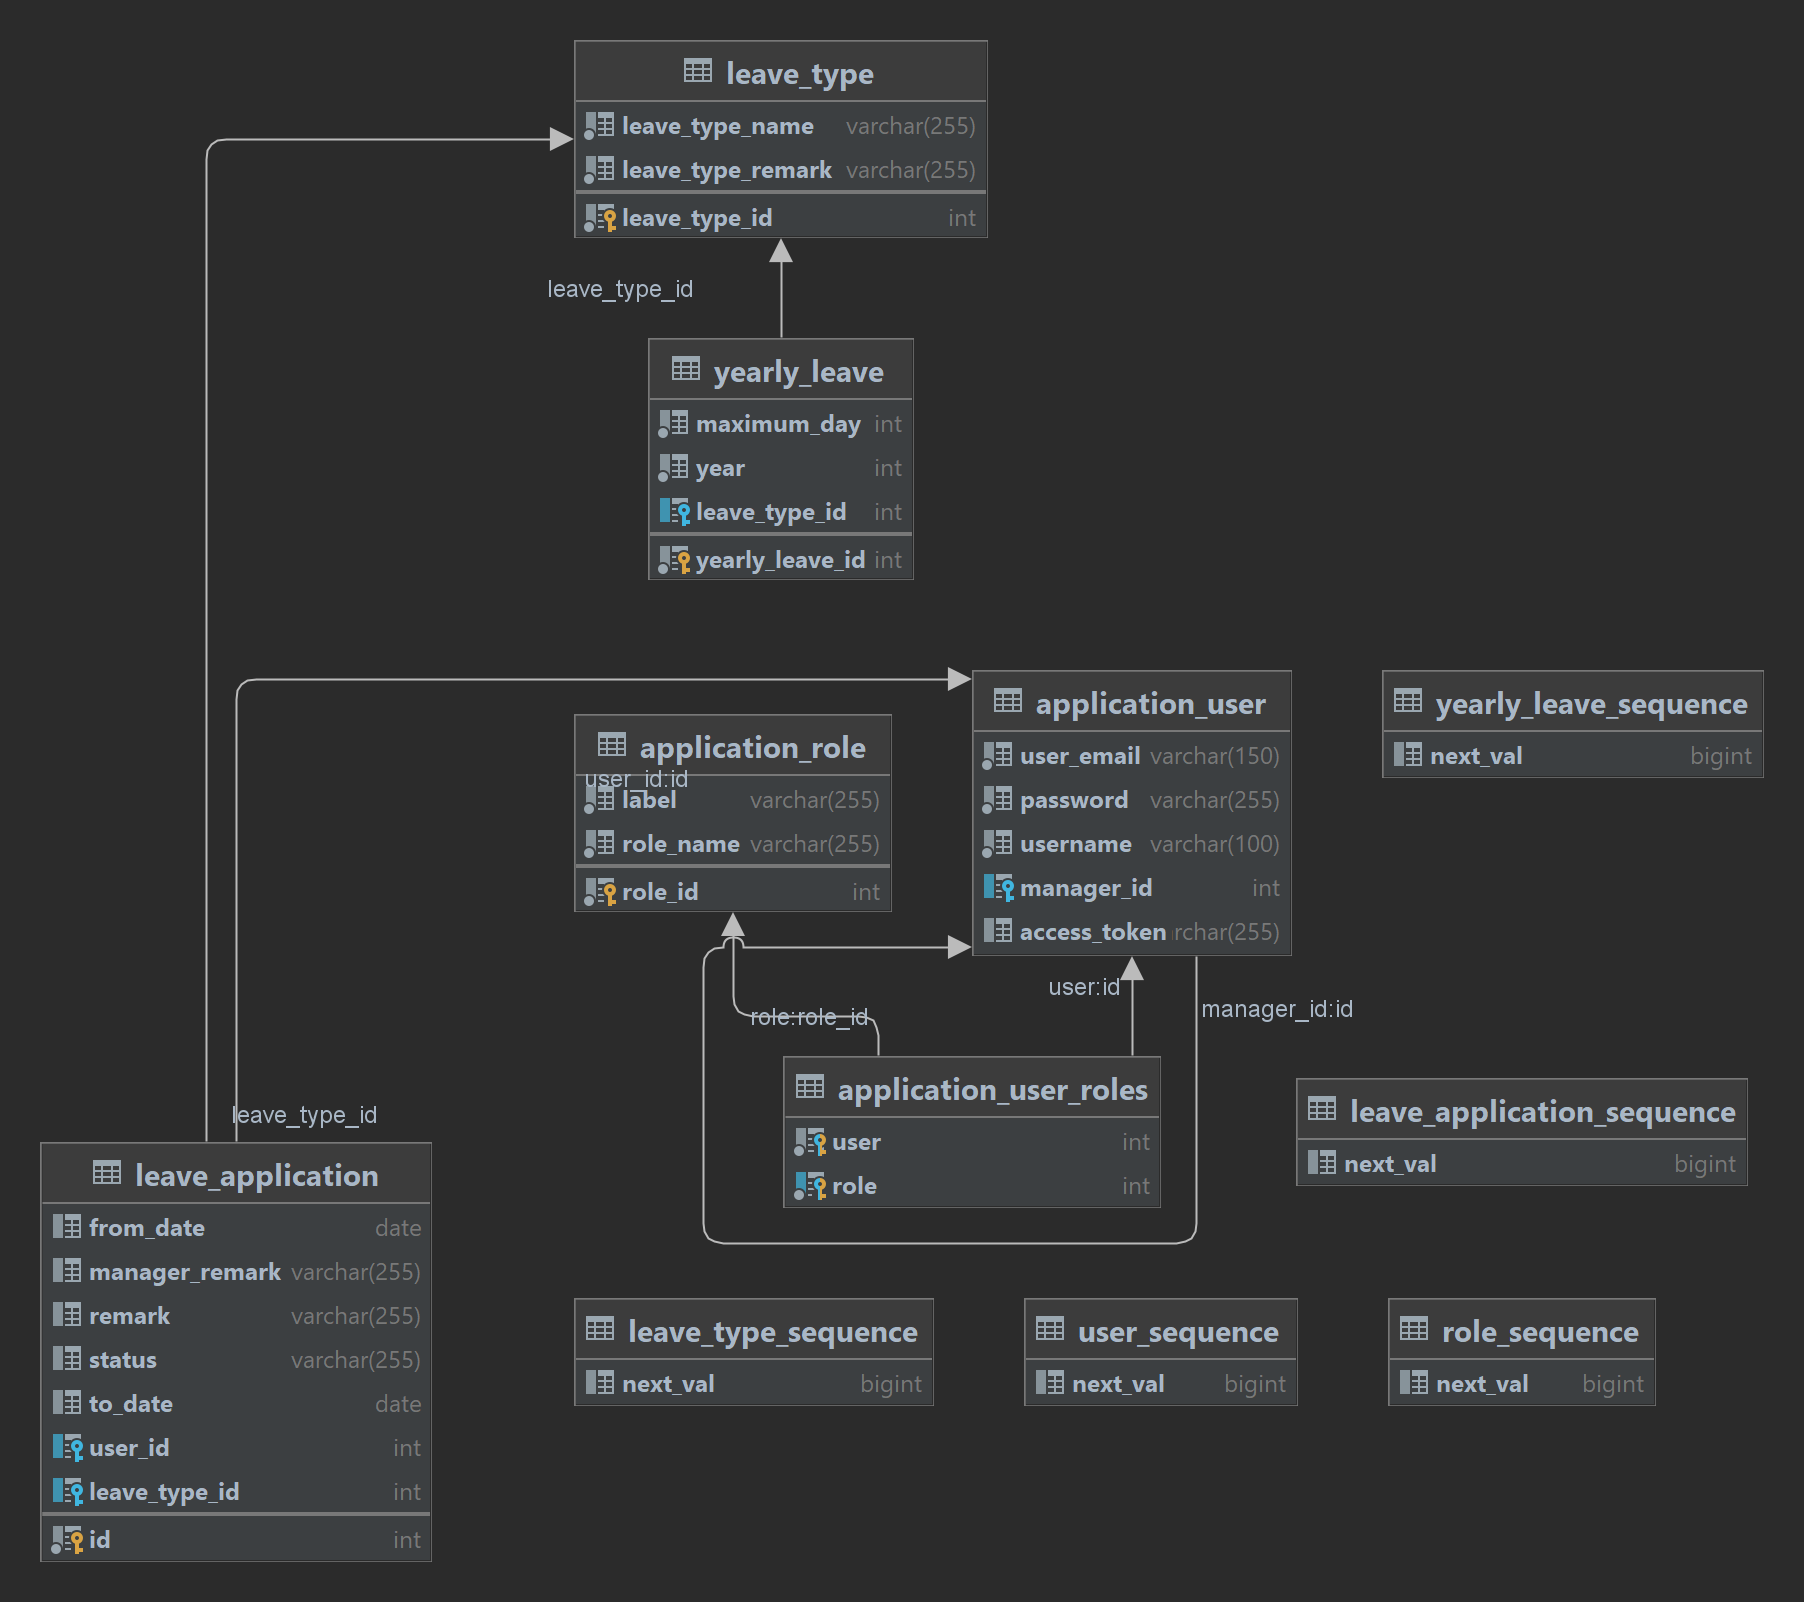 leave_type
leave_type_name varchar(255)
leave_type_remark varchar(255)
leave_type_id int
leave_type_id
yearly_leave
maximum_day int
year int
leave_type_id int
yearly_leave_id int
application_role
user_id:id
label varchar(255)
role_name varchar(255)
role_id int
application_user
user_email varchar(150)
password varchar(255)
username varchar(100)
manager_id int
access_token rchar(255)
yearly_leave_sequence
next_val bigint
user:id
manager_id:id
role:role_id
application_user_roles
user int
role int
leave_application_sequence
next_val bigint
leave_type_id
leave_application
from_date date
manager_remark varchar(255)
remark varchar(255)
status varchar(255)
to_date date
user_id int
leave_type_id int
id int
leave_type_sequence
next_val bigint
user_sequence
next_val bigint
role_sequence
next_val bigint